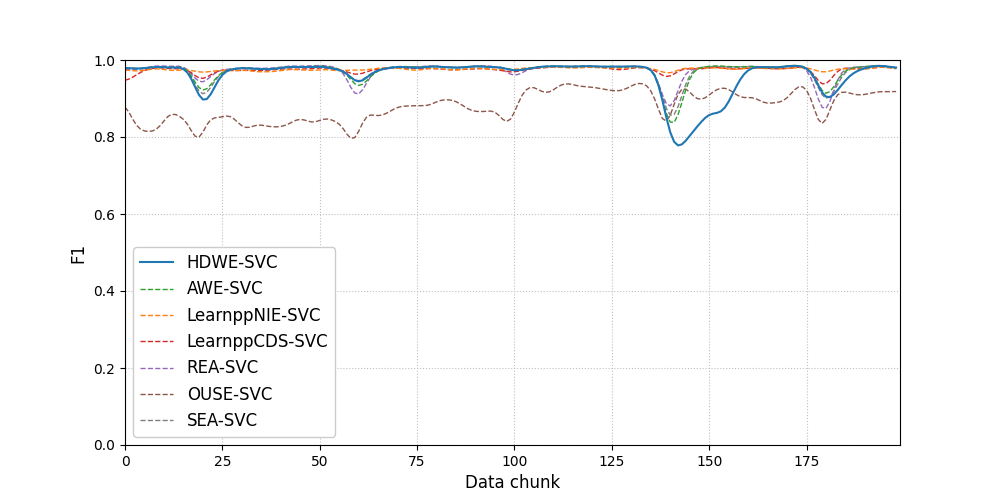 1.0
0.8
0.6
0.4
0.2
0.0
F1
HDWE-SVC
AWE-SVC
LearnppNIE-SVC
LearnppCDS-SVC
REA-SVC
OUSE-SVC
SEA-SVC
0 25 50 75 100 125 150 175
Data chunk